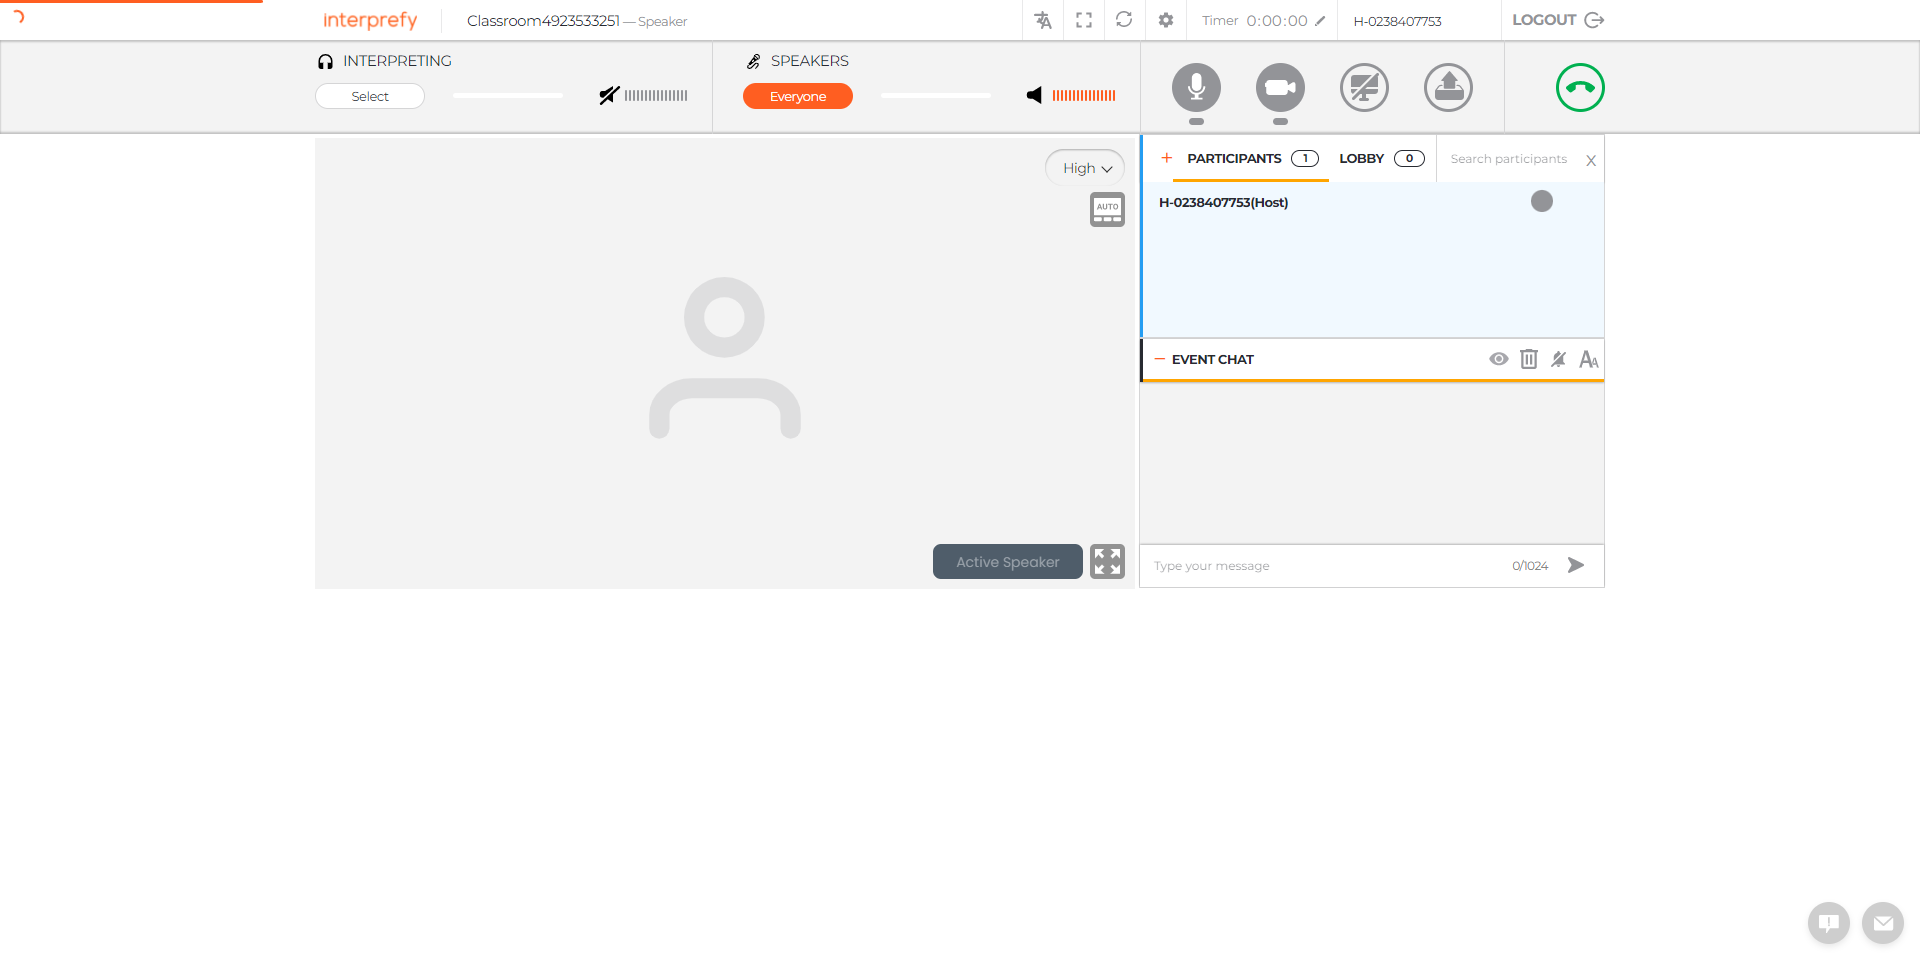 interprefy
Classroom4923533251 — Speaker
Timer 0:00:00
H-0238407753
LOGOUT
INTERPRETING
Select
SPEAKERS
Everyone
High
AUTO
Active Speaker
+ PARTICIPANTS 1
LOBBY 0
Search participants X
H-0238407753(Host)
− EVENT CHAT
Type your message
0/1024